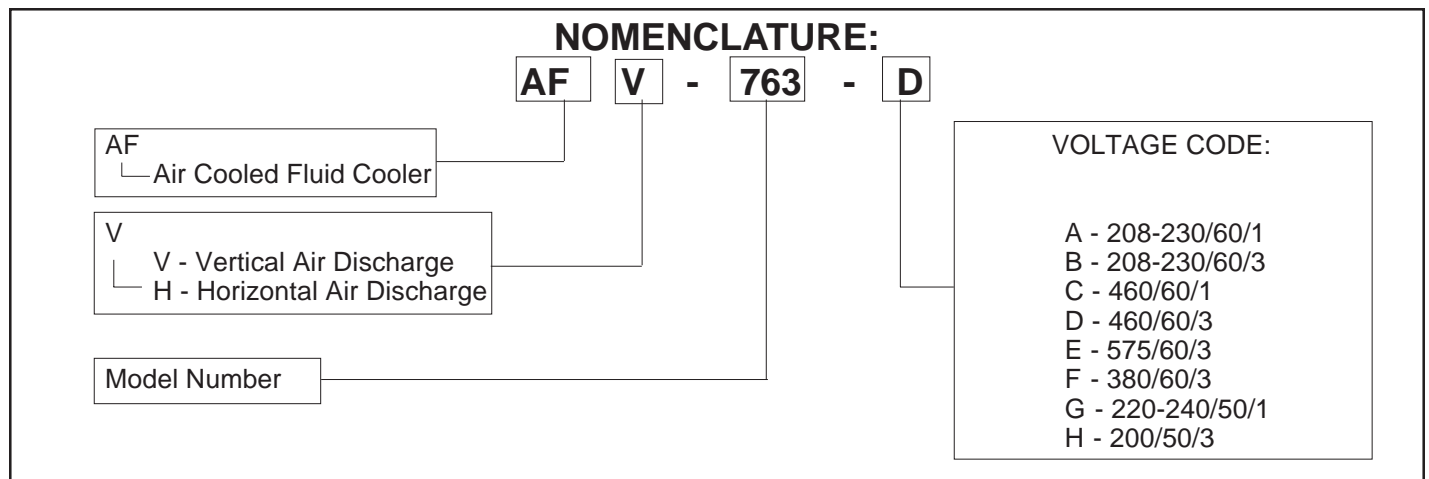 NOMENCLATURE:
AF V - 763 - D
AF
Air Cooled Fluid Cooler
V
V - Vertical Air Discharge
H - Horizontal Air Discharge
Model Number
VOLTAGE CODE:
A - 208-230/60/1
B - 208-230/60/3
C - 460/60/1
D - 460/60/3
E - 575/60/3
F - 380/60/3
G - 220-240/50/1
H - 200/50/3